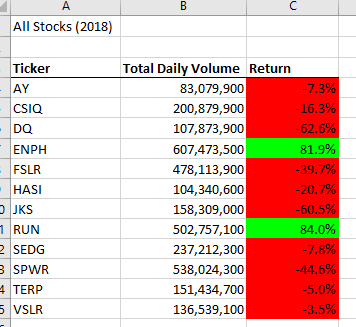 A B C
All Stocks (2018)
Ticker Total Daily Volume Return
AY 83,079,900 -7.3%
CSIQ 200,879,900 -16.3%
DQ 107,873,900 -62.6%
ENPH 607,473,500 81.9%
FSLR 478,113,900 -39.7%
HASI 104,340,600 -20.7%
JKS 158,309,000 -60.5%
RUN 502,757,100 84.0%
SEDG 237,212,300 -7.8%
SPWR 538,024,300 -44.6%
TERP 151,434,700 -5.0%
VSLR 136,539,100 -3.5%